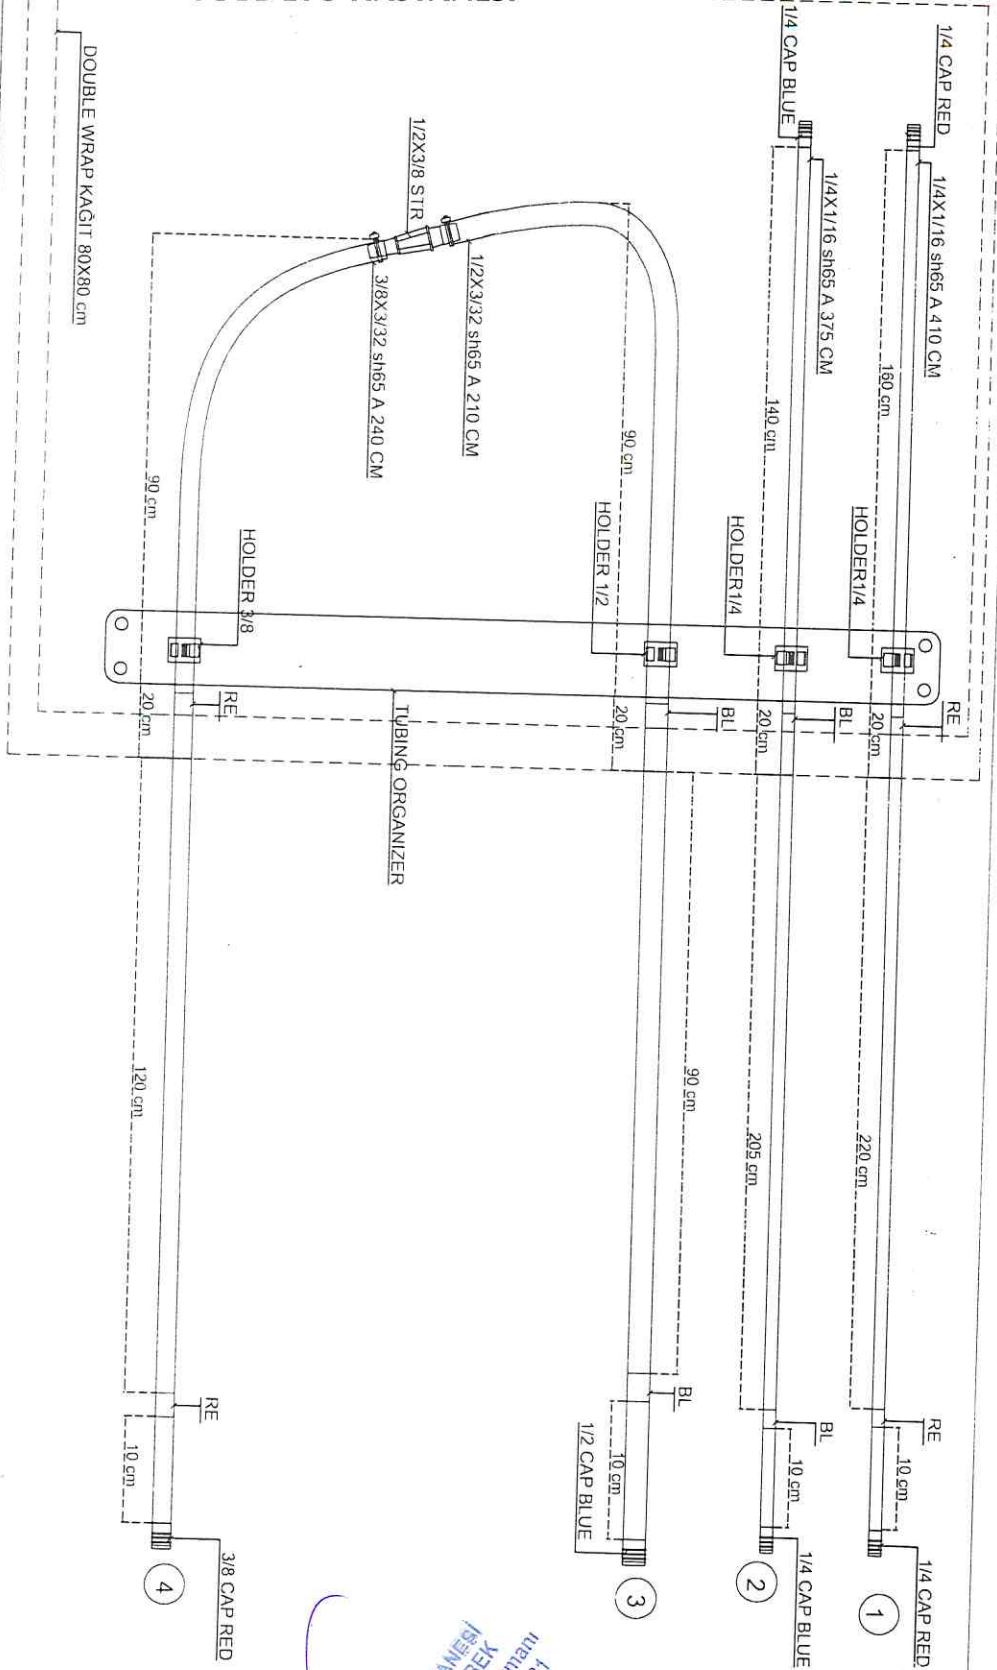 1/4 CAP RED
1/4X1/16 sh65 A 410 CM
160 cm
HOLDER1/4
RE
20 cm
220 cm
RE
10 cm
1/4 CAP RED
1
1/4 CAP BLUE
1/4X1/16 sh65 A 375 CM
140 cm
HOLDER1/4
BL
20 cm
205 cm
BL
10 cm
1/4 CAP BLUE
2
1/2X3/8 STR
1/2X3/32 sh65 A 210 CM
90 cm
HOLDER 1/2
BL
20 cm
90 cm
BL
10 cm
1/2 CAP BLUE
3
3/8X3/32 sh65 A 240 CM
90 cm
HOLDER 3/8
RE
20 cm
TUBING ORGANIZER
120 cm
RE
10 cm
3/8 CAP RED
4
DOUBLE WRAP KAĞIT 80X80 cm